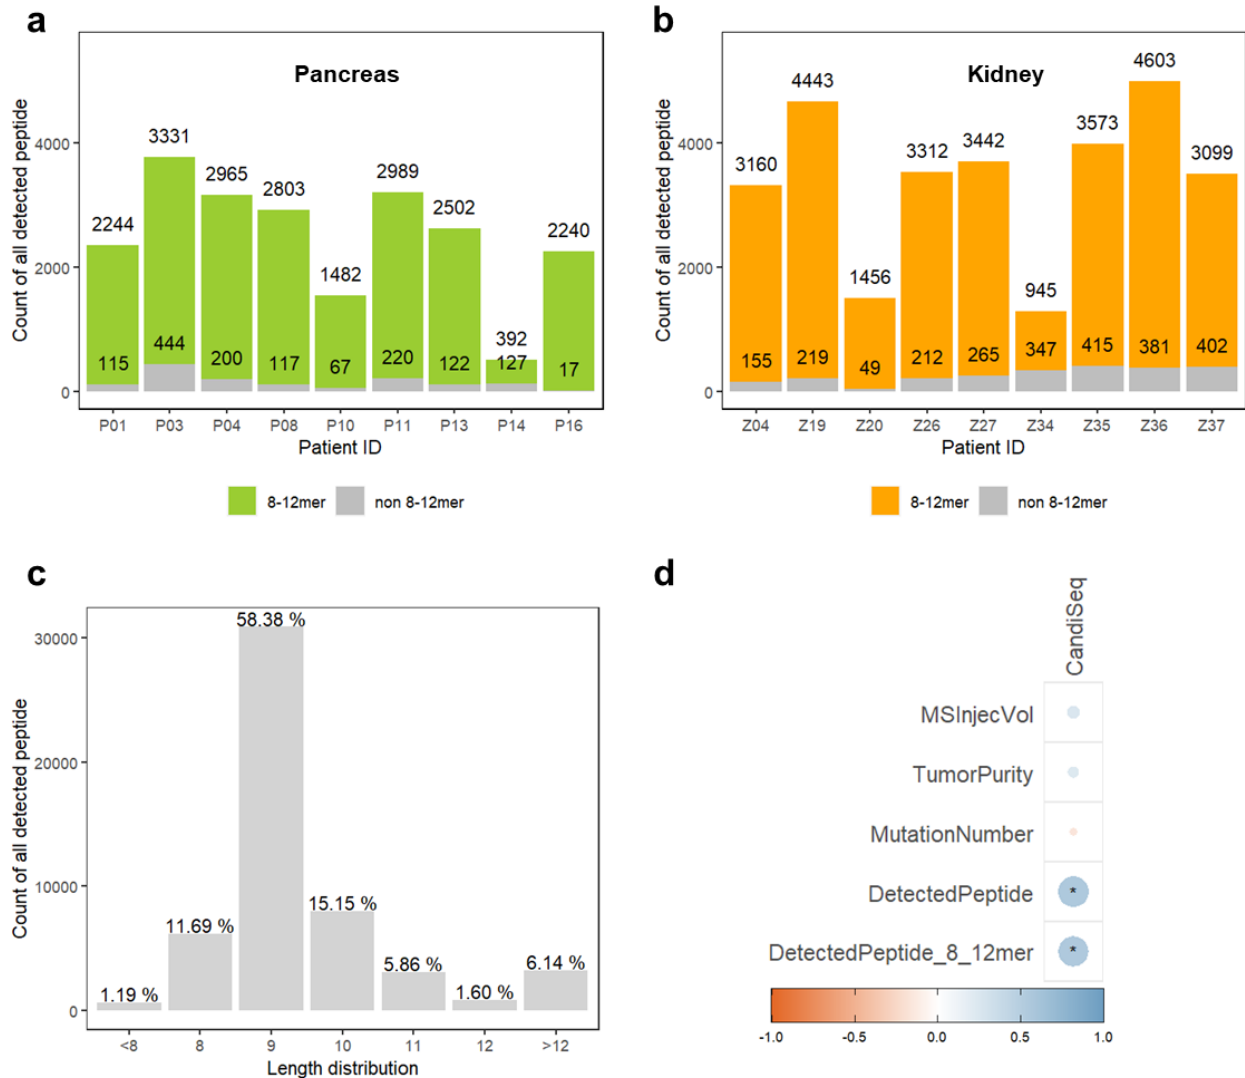 a
Pancreas
Count of all detected peptide
4000
2000
0
2244
3331
2965
2803
1482
2989
2502
392
2240
115
444
200
117
67
220
122
127
17
P01 P03 P04 P08 P10 P11 P13 P14 P16
Patient ID
8-12mer non 8-12mer
b
Kidney
Count of all detected peptide
4000
2000
0
3160
4443
1456
3312
3442
945
3573
4603
3099
155
219
49
212
265
347
415
381
402
Z04 Z19 Z20 Z26 Z27 Z34 Z35 Z36 Z37
Patient ID
8-12mer non 8-12mer
c
Count of all detected peptide
30000
20000
10000
0
1.19 %
11.69 %
58.38 %
15.15 %
5.86 %
1.60 %
6.14 %
<8 8 9 10 11 12 >12
Length distribution
d
CandiSeq
MSInjecVol
TumorPurity
MutationNumber
DetectedPeptide *
DetectedPeptide_8_12mer *
-1.0 -0.5 0.0 0.5 1.0